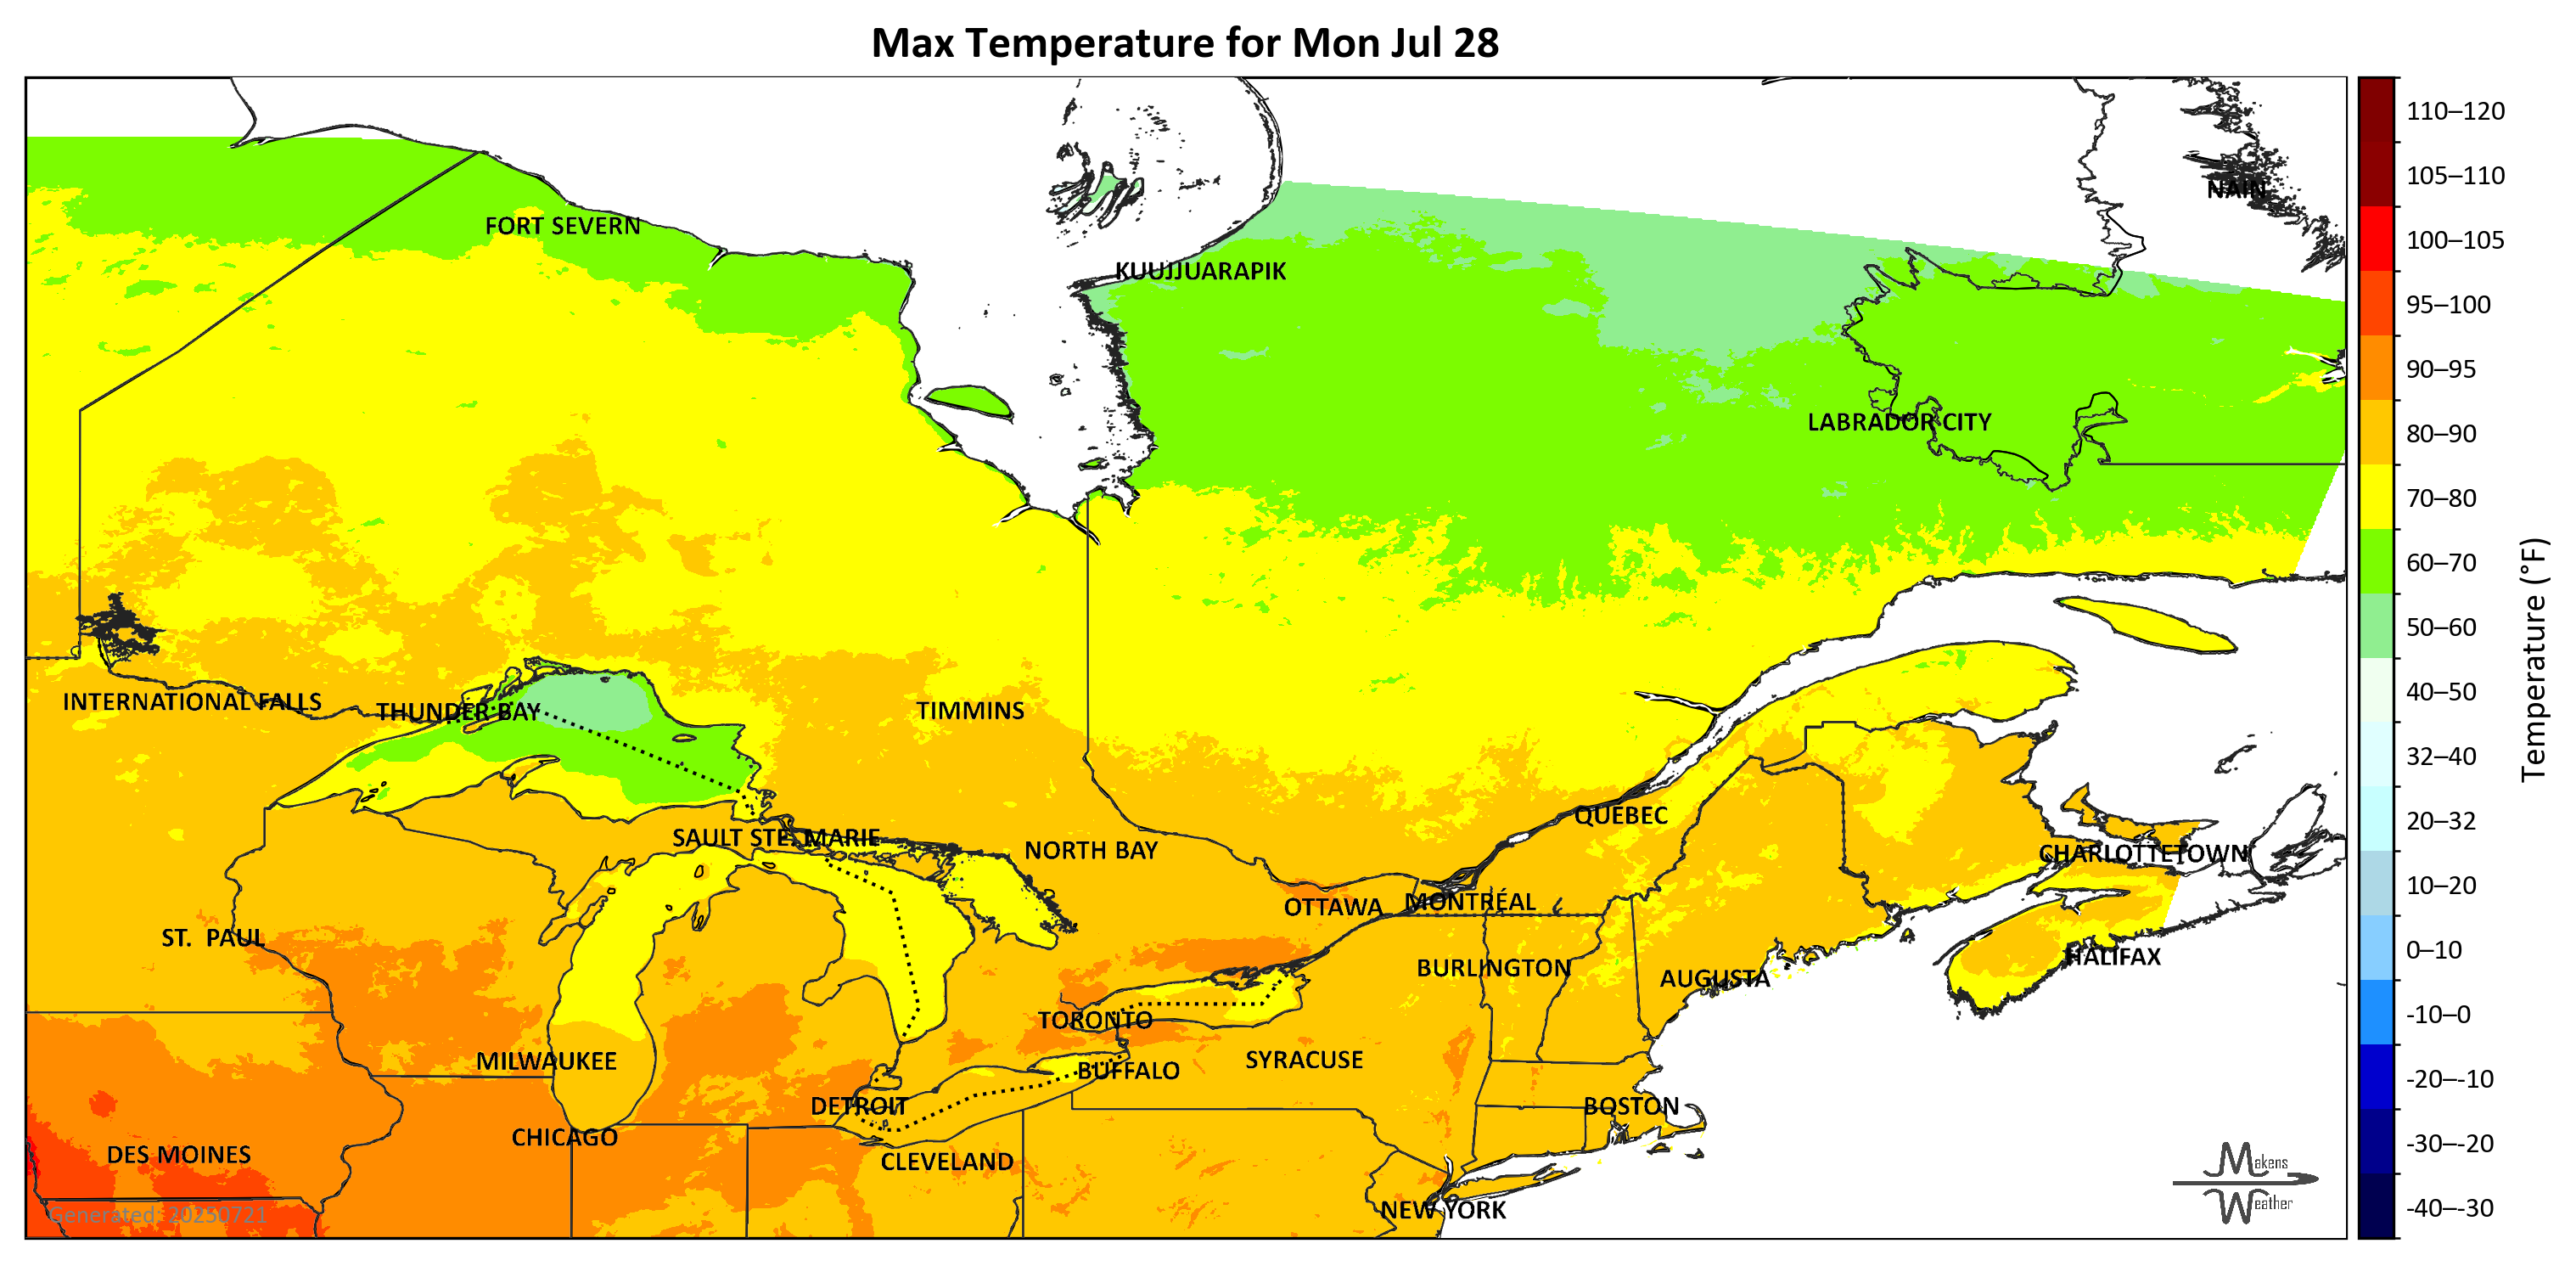 Max Temperature for Mon Jul 28
110–120
105–110
NAIN
FORT SEVERN
100–105
KUUJJUARAPIK
95–100
90–95
LABRADOR CITY
80–90
70–80
60–70
50–60
Temperature (°F)
40–50
INTERNATIONAL FALLS
THUNDER BAY
TIMMINS
32–40
QUÉBEC
20–32
SAULT STE. MARIE
NORTH BAY
CHARLOTTETOWN
10–20
OTTAWA
MONTRÉAL
ST. PAUL
0–10
HALIFAX
BURLINGTON
AUGUSTA
TORONTO
-10–0
MILWAUKEE
SYRACUSE
BUFFALO
-20–-10
DETROIT
BOSTON
CHICAGO
DES MOINES
CLEVELAND
-30–-20
Makens
Weather
NEW YORK
-40–-30
Generated: 20250721